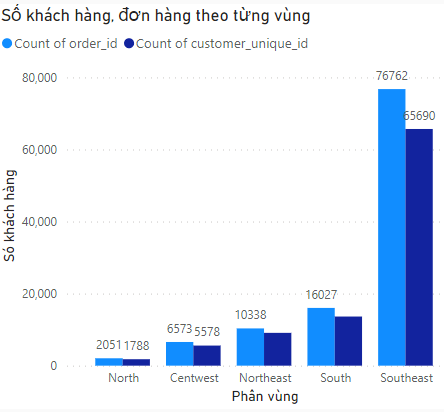 Số khách hàng, đơn hàng theo từng vùng
Count of order_id Count of customer_unique_id
80,000
60,000
40,000
20,000
0
Số khách hàng
2051 1788
6573 5578
10338
16027
76762
65690
North Centwest Northeast South Southeast
Phân vùng